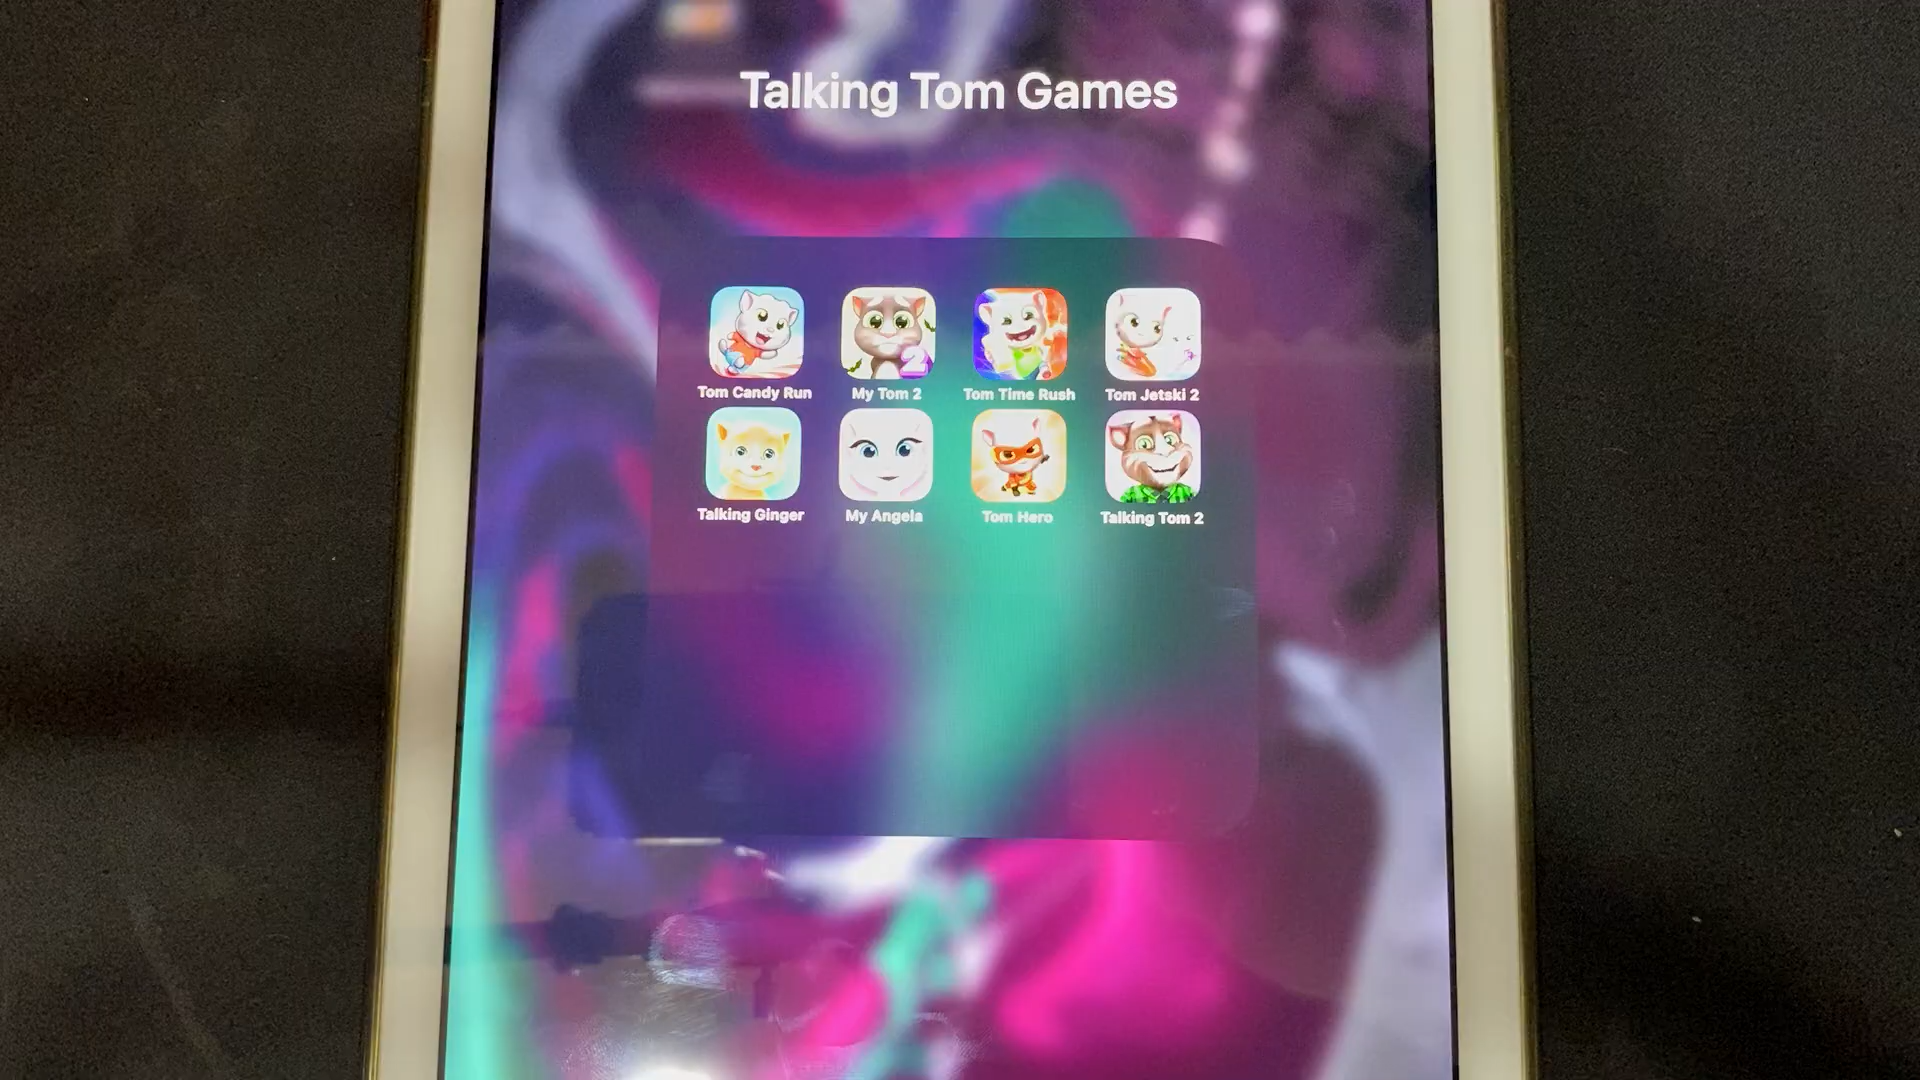 Talking Tom Games
Tom Candy Run
My Tom 2
Tom Time Rush
Tom Jetski 2
Talking Ginger
My Angela
Tom Hero
Talking Tom 2